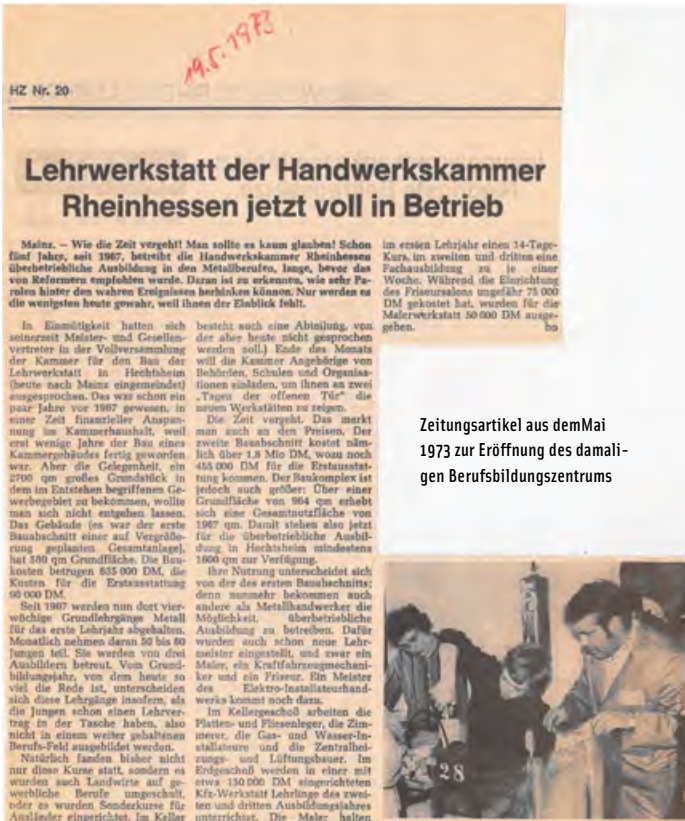 19.5.1973
HZ Nr. 20
Lehrwerkstatt der Handwerkskammer
Rheinhessen jetzt voll in Betrieb
Mainz. — Wie die Zeit vergeht! Man sollte es kaum glauben! Schon
fünf Jahre, seit 1967, betreibt die Handwerkskammer Rheinhessen
überbetriebliche Ausbildung in den Metallberufen, lange, bevor das
von Reformern empfohlen wurde. Daran ist zu erkennen, wie sehr Pa-
rolen hinter den wahren Ereignissen herhinken können. Nur werden es
die wenigsten heute gewahr, weil ihnen der Einblick fehlt.
In Einmütigkeit hatten sich
seinerzeit Meister- und Gesellen-
vertreter in der Vollversammlung
der Kammer für den Bau der
Lehrwerkstatt in Hechtsheim
(heute nach Mainz eingemeindet)
ausgesprochen. Das war schon ein
paar Jahre vor 1967 gewesen, in
einer Zeit finanzieller Anspan-
nung im Kammerhaushalt, weil
erst wenige Jahre der Bau eines
Kammergebäudes fertig geworden
war. Aber die Gelegenheit, ein
2700 qm großes Grundstück in
dem im Entstehen begriffenen Ge-
werbegebiet zu bekommen, wollte
man sich nicht entgehen lassen.
Das Gebäude (es war der erste
Bauabschnitt einer auf Vergröße-
rung geplanten Gesamtanlage),
hat 580 qm Grundfläche. Die Bau-
kosten betrugen 635 000 DM, die
Kosten für die Erstausstattung
90 000 DM.
Seit 1967 werden nun dort vier-
wöchige Grundlehrgänge Metall
für das erste Lehrjahr abgehalten.
Monatlich nehmen daran 50 bis 60
Jungen teil. Sie werden von drei
Ausbildern betreut. Vom Grund-
bildungsjahr, von dem heute so
viel die Rede ist, unterscheiden
sich diese Lehrgänge insofern, als
die Jungen schon einen Lehrver-
trag in der Tasche haben, also
nicht in einem weiter gehaltenen
Berufs-Feld ausgebildet werden.
Natürlich fanden bisher nicht
nur diese Kurse statt, sondern es
wurden auch Landwirte auf ge-
werbliche Berufe umgeschult,
oder es wurden Sonderkurse für
Ausländer eingerichtet. Im Keller
besteht auch eine Abteilung, von
der aber heute nicht gesprochen
werden soll.) Ende des Monats
will die Kammer Angehörige von
Behörden, Schulen und Organisa-
tionen einladen, um ihnen an zwei
„Tagen der offenen Tür" die
neuen Werkstätten zu zeigen.
Die Zeit vergeht. Das merkt
man auch an den Preisen. Der
zweite Bauabschnitt kostet näm-
lich über 1,8 Mio DM, wozu noch
455 000 DM für die Erstausstat-
tung kommen. Der Baukomplex ist
jedoch auch größer: Über einer
Grundfläche von 964 qm erhebt
sich eine Gesamtnutzfläche von
1987 qm. Damit stehen also jetzt
für die überbetriebliche Ausbil-
dung in Hechtsheim mindestens
1600 qm zur Verfügung.
Ihre Nutzung unterscheidet sich
von der des ersten Bauabschnitts;
denn nunmehr bekommen auch
andere als Metallhandwerker die
Möglichkeit, überbetriebliche
Ausbildung zu betreiben. Dafür
wurden auch schon neue Lehr-
meister eingestellt, und zwar ein
Maler, ein Kraftfahrzeugmechani-
ker und ein Friseur. Ein Meister
des Elektro-Installateurhand-
werks kommt noch dazu.
Im Kellergeschoß arbeiten die
Platten- und Fliesenleger, die Zim-
merer, die Gas- und Wasser-In-
stallateure und die Zentralhei-
zungs- und Lüftungsbauer. Im
Erdgeschoß werden in einer mit
etwa 150 000 DM eingerichteten
Kfz-Werkstatt Lehrlinge des zwei-
ten und dritten Ausbildungsjahres
unterrichtet. Die Maler halten
im ersten Lehrjahr einen 14-Tage-
Kurs, im zweiten und dritten eine
Fachausbildung zu je einer
Woche. Während die Einrichtung
des Friseursalons ungefähr 75 000
DM gekostet hat, wurden für die
Malerwerkstatt 50 000 DM ausge-
geben. bo
Zeitungsartikel aus demMai
1973 zur Eröffnung des damali-
gen Berufsbildungszentrums
28